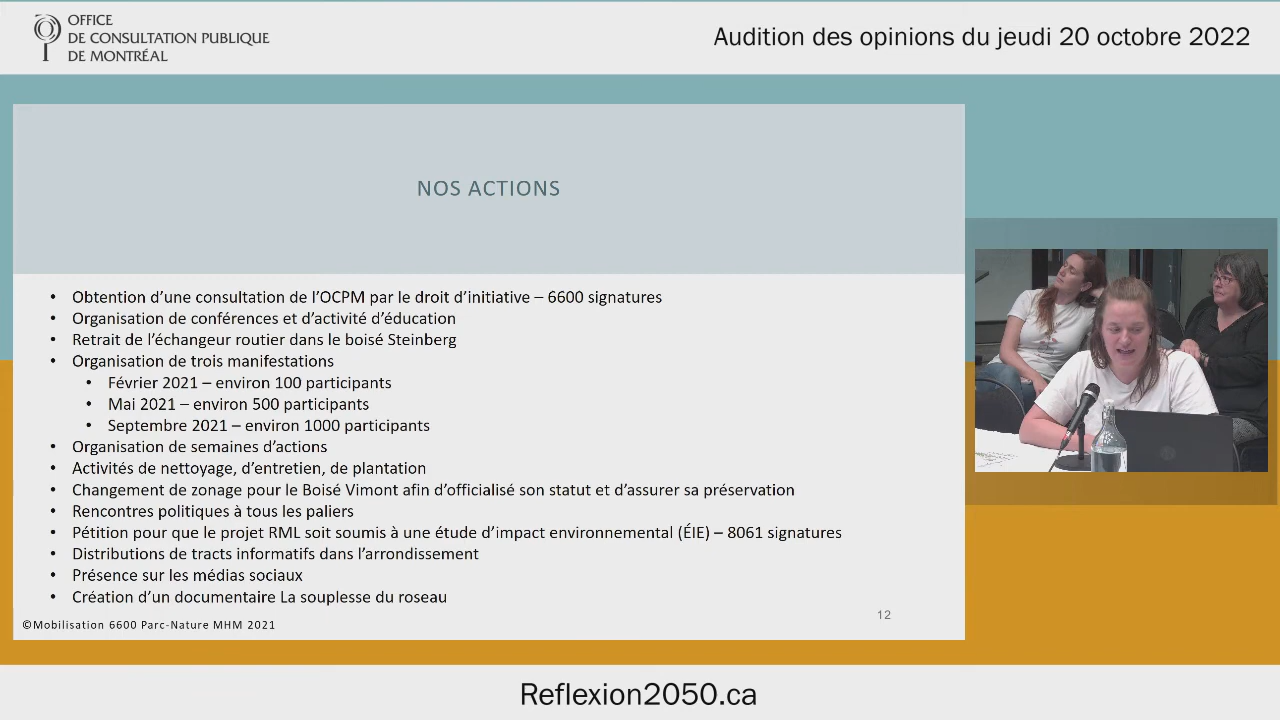 OFFICE
DE CONSULTATION PUBLIQUE
DE MONTRÉAL
Audition des opinions du jeudi 20 octobre 2022
NOS ACTIONS
• Obtention d'une consultation de l'OCPM par le droit d'initiative – 6600 signatures
• Organisation de conférences et d'activité d'éducation
• Retrait de l'échangeur routier dans le boisé Steinberg
• Organisation de trois manifestations
• Février 2021 – environ 100 participants
• Mai 2021 – environ 500 participants
• Septembre 2021 – environ 1000 participants
• Organisation de semaines d'actions
• Activités de nettoyage, d'entretien, de plantation
• Changement de zonage pour le Boisé Vimont afin d'officialisé son statut et d'assurer sa préservation
• Rencontres politiques à tous les paliers
• Pétition pour que le projet RML soit soumis à une étude d'impact environnemental (ÉIE) – 8061 signatures
• Distributions de tracts informatifs dans l'arrondissement
• Présence sur les médias sociaux
• Création d'un documentaire La souplesse du roseau
12
©Mobilisation 6600 Parc-Nature MHM 2021
Reflexion2050.ca